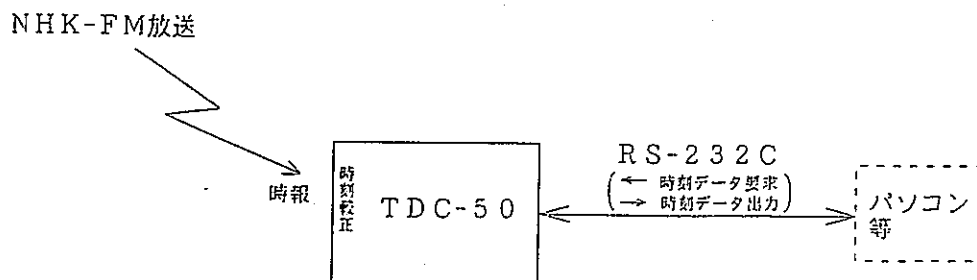 NHK-FM放送
時報
時刻較正
TDC-50
RS-232C
← 時刻データ要求
→ 時刻データ出力
パソコン
等